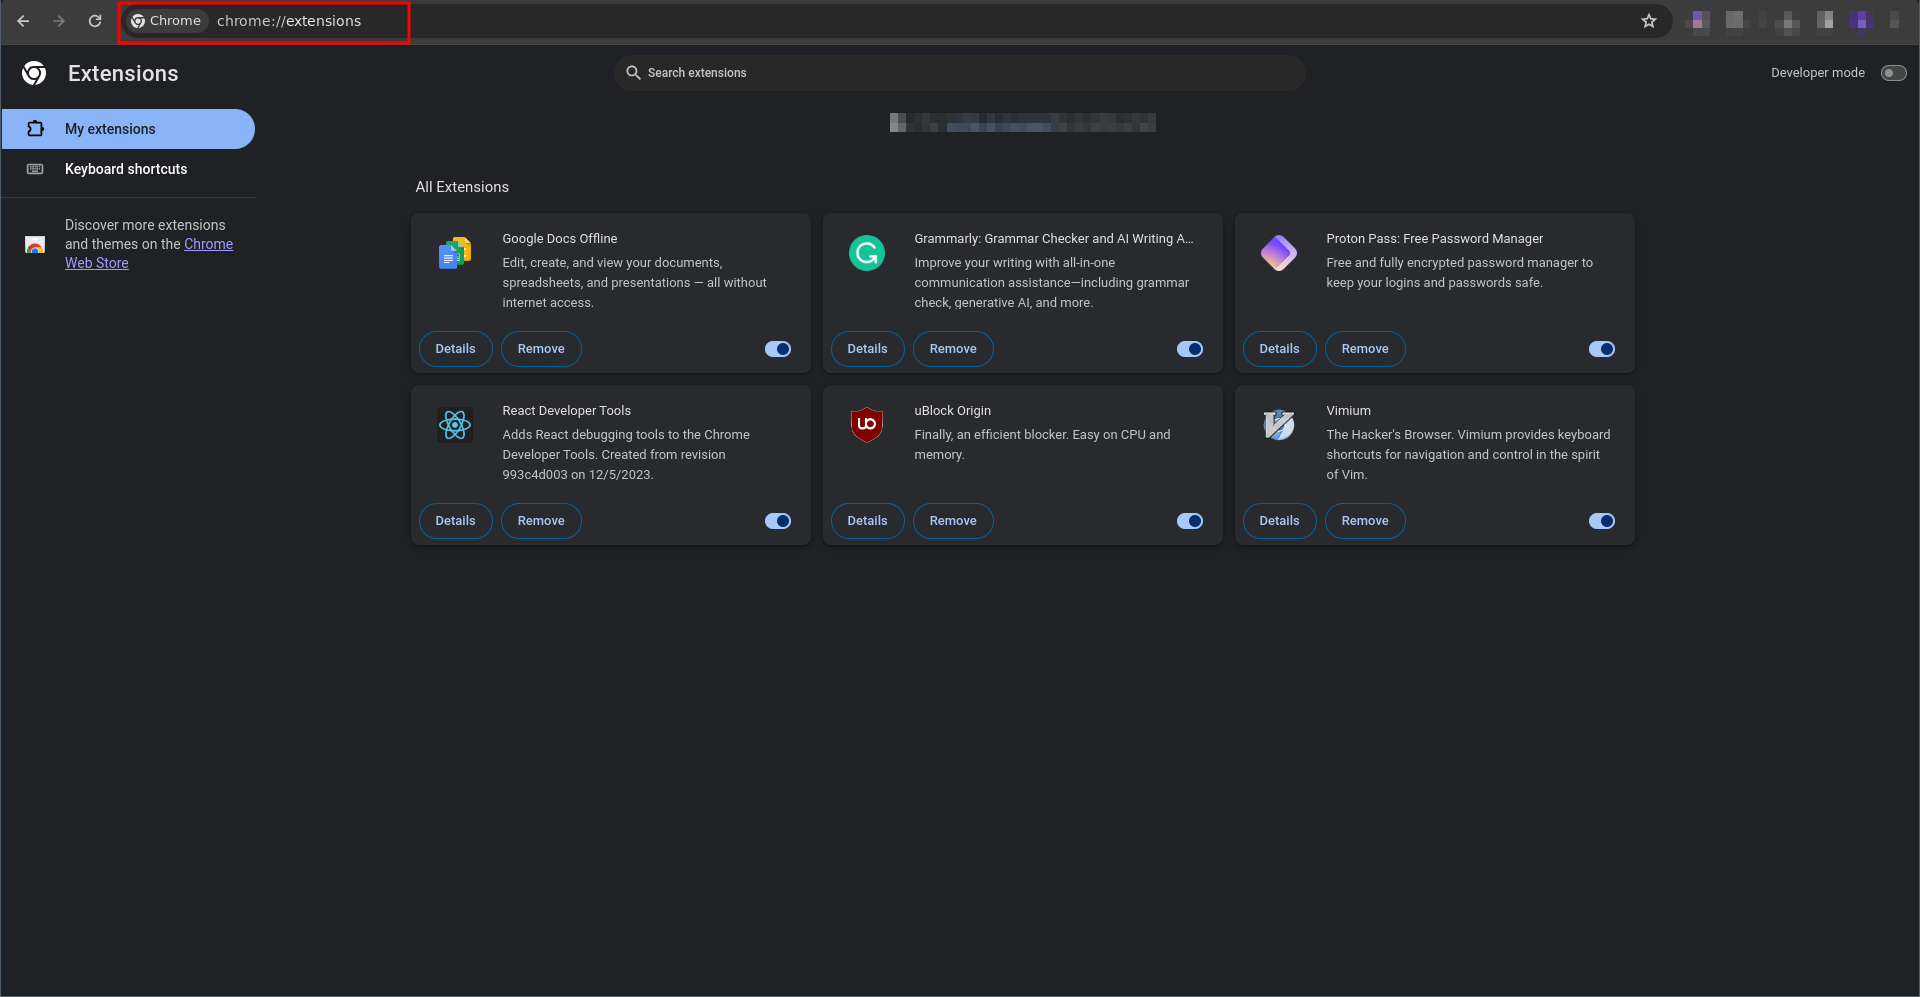 Chrome chrome://extensions
Extensions
Search extensions
Developer mode
My extensions
Keyboard shortcuts
Discover more extensions
and themes on the Chrome
Web Store
All Extensions
Google Docs Offline
Edit, create, and view your documents,
spreadsheets, and presentations — all without
internet access.
Details Remove
Grammarly: Grammar Checker and AI Writing A...
Improve your writing with all-in-one
communication assistance—including grammar
check, generative AI, and more.
Details Remove
Proton Pass: Free Password Manager
Free and fully encrypted password manager to
keep your logins and passwords safe.
Details Remove
React Developer Tools
Adds React debugging tools to the Chrome
Developer Tools. Created from revision
993c4d003 on 12/5/2023.
Details Remove
uBlock Origin
Finally, an efficient blocker. Easy on CPU and
memory.
Details Remove
Vimium
The Hacker's Browser. Vimium provides keyboard
shortcuts for navigation and control in the spirit
of Vim.
Details Remove